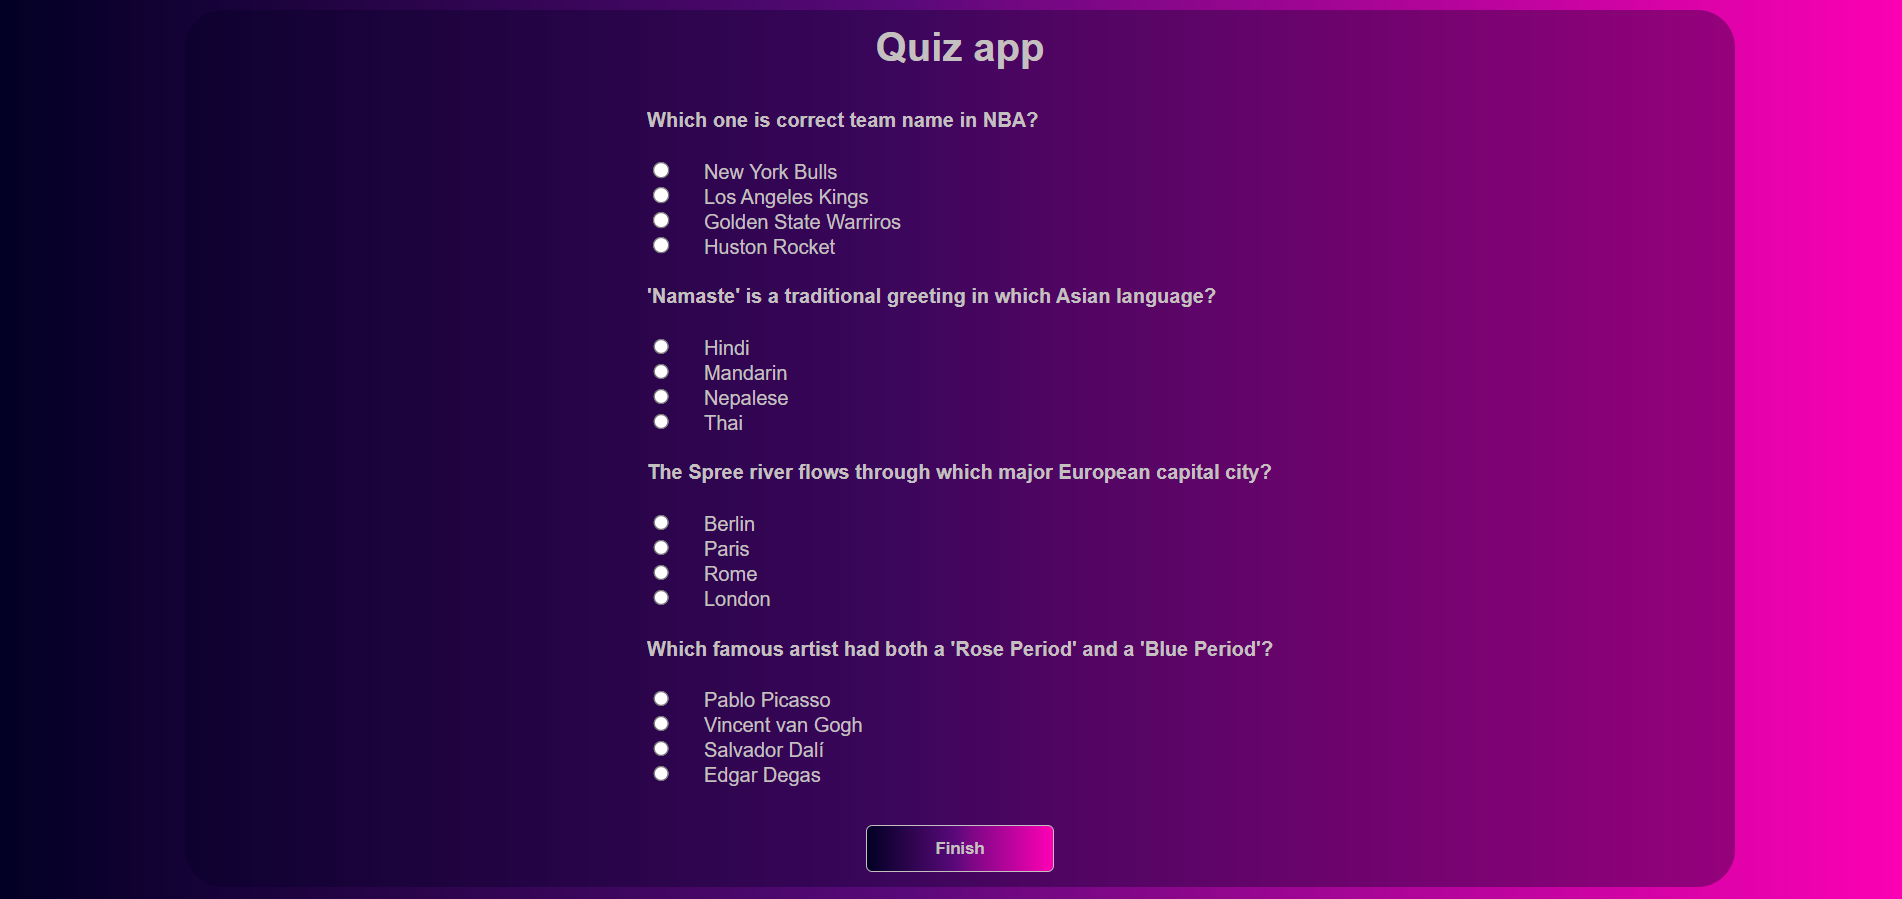 Quiz app
Which one is correct team name in NBA?
New York Bulls
Los Angeles Kings
Golden State Warriros
Huston Rocket
'Namaste' is a traditional greeting in which Asian language?
Hindi
Mandarin
Nepalese
Thai
The Spree river flows through which major European capital city?
Berlin
Paris
Rome
London
Which famous artist had both a 'Rose Period' and a 'Blue Period'?
Pablo Picasso
Vincent van Gogh
Salvador Dalí
Edgar Degas
Finish